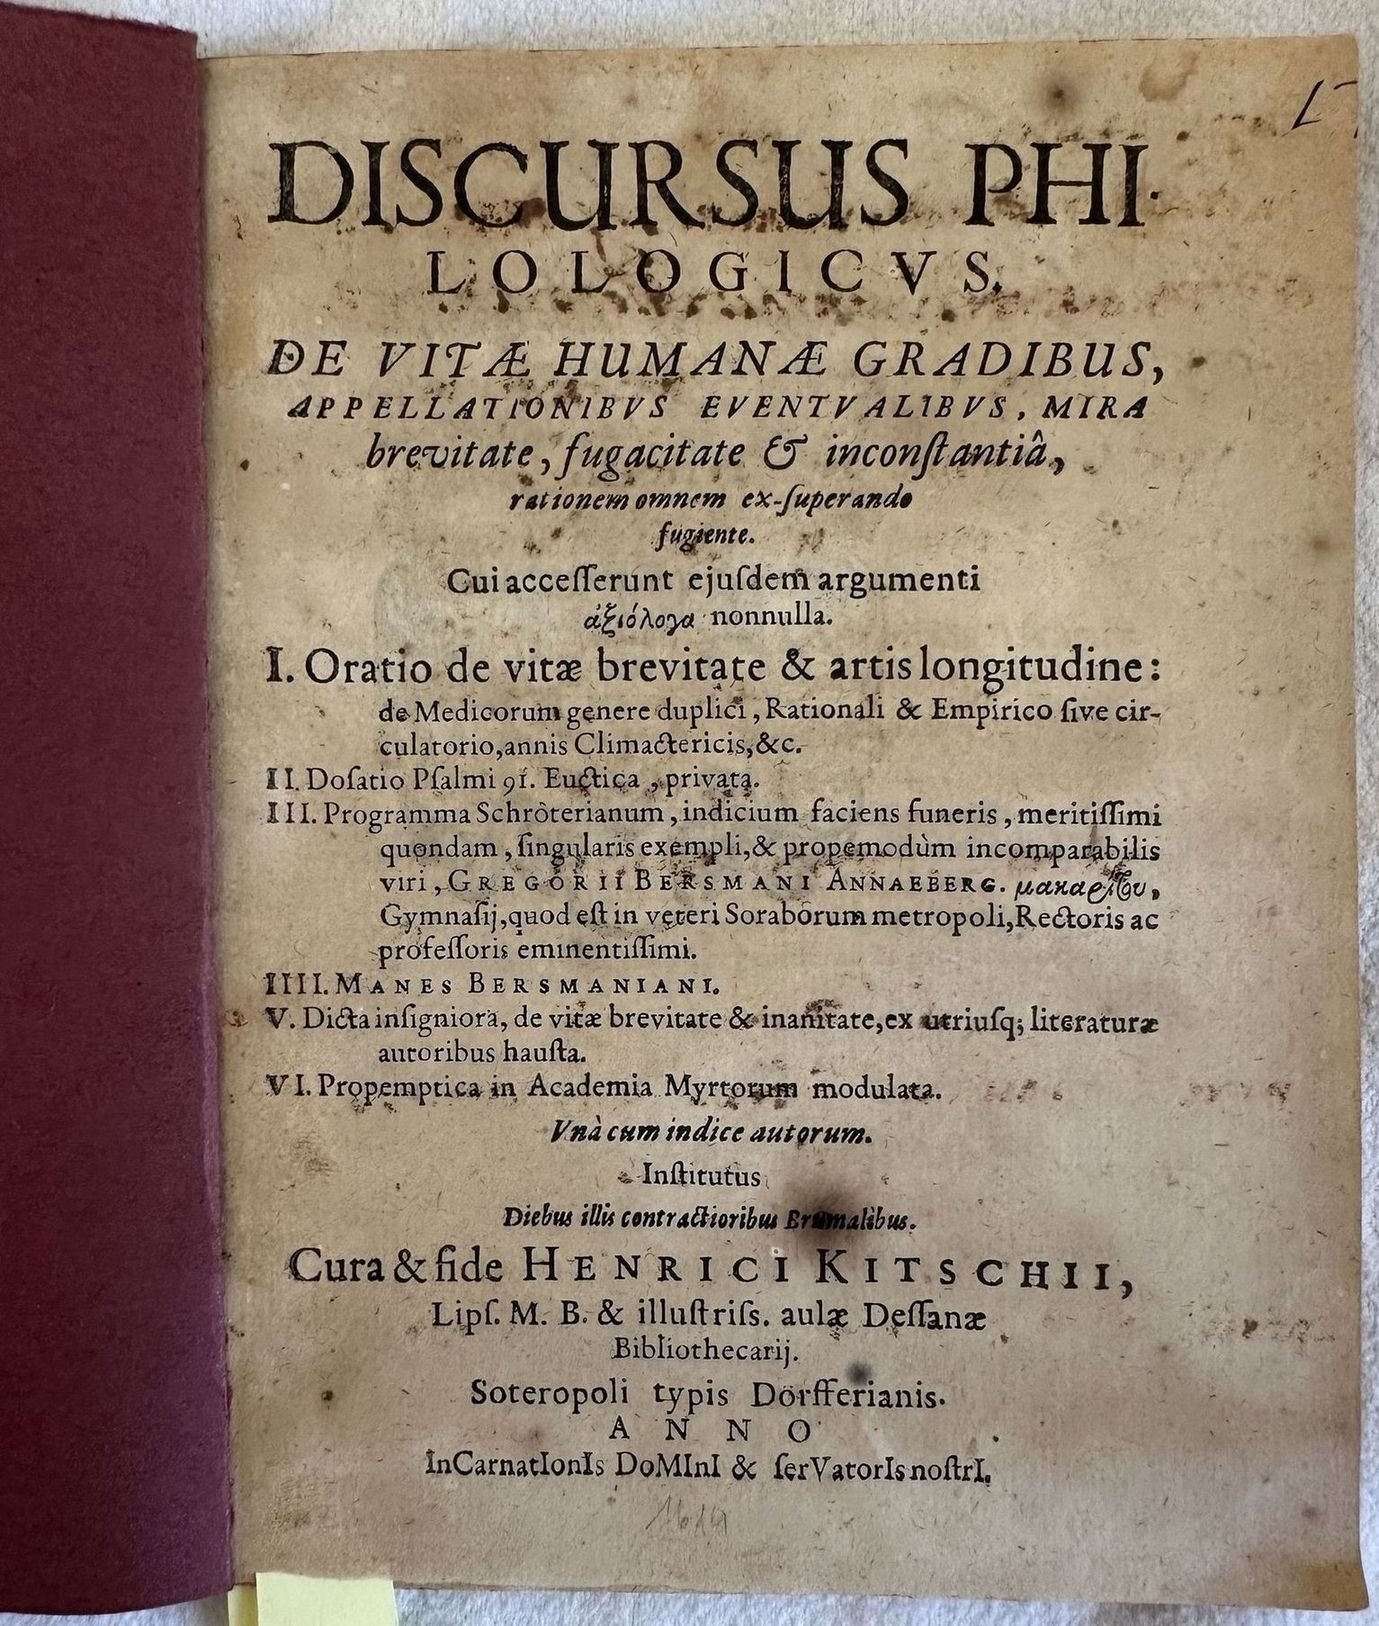 DISCURSUS PHI-
LOLOGICVS,
DE VITÆ HUMANÆ GRADIBUS,
APPELLATIONIBVS EVENTVALIBVS, MIRA
brevitate, fugacitate & inconſtantiâ,
rationem omnem ex-ſuperando
fugiente.
Cui acceſſerunt ejuſdem argumenti
ἀξιόλογα nonnulla.
I. Oratio de vitæ brevitate & artis longitudine:
de Medicorum genere duplici, Rationali & Empirico ſive cir-
culatorio, annis Climactericis, &c.
II. Doſatio Pſalmi 91. Euctica, privata.
III. Programma Schrôterianum, indicium faciens funeris, meritiſſimi
quondam, ſingularis exempli, & propemodùm incomparabilis
viri, GREGORII BERSMANI ANNAEBERG. μακαρίτου,
Gymnaſij, quod eſt in veteri Soraborum metropoli, Rectoris ac
profeſſoris eminentiſſimi.
IIII. MANES BERSMANIANI.
V. Dicta inſigniora, de vitæ brevitate & inanitate, ex utriuſq; literaturæ
autoribus hauſta.
VI. Propemptica in Academia Myrtorum modulata.
Vnà cum indice autorum.
Inſtitutus
Diebus illis contractioribus Brumalibus.
Cura & fide HENRICI KITSCHII,
Lipſ. M. B. & illuſtriſs. aulæ Deſſanæ
Bibliothecarij.
Soteropoli typis Dörfferianis.
ANNO
InCarnatIonIs DoMInI & ſerVatorIs noſtrI.